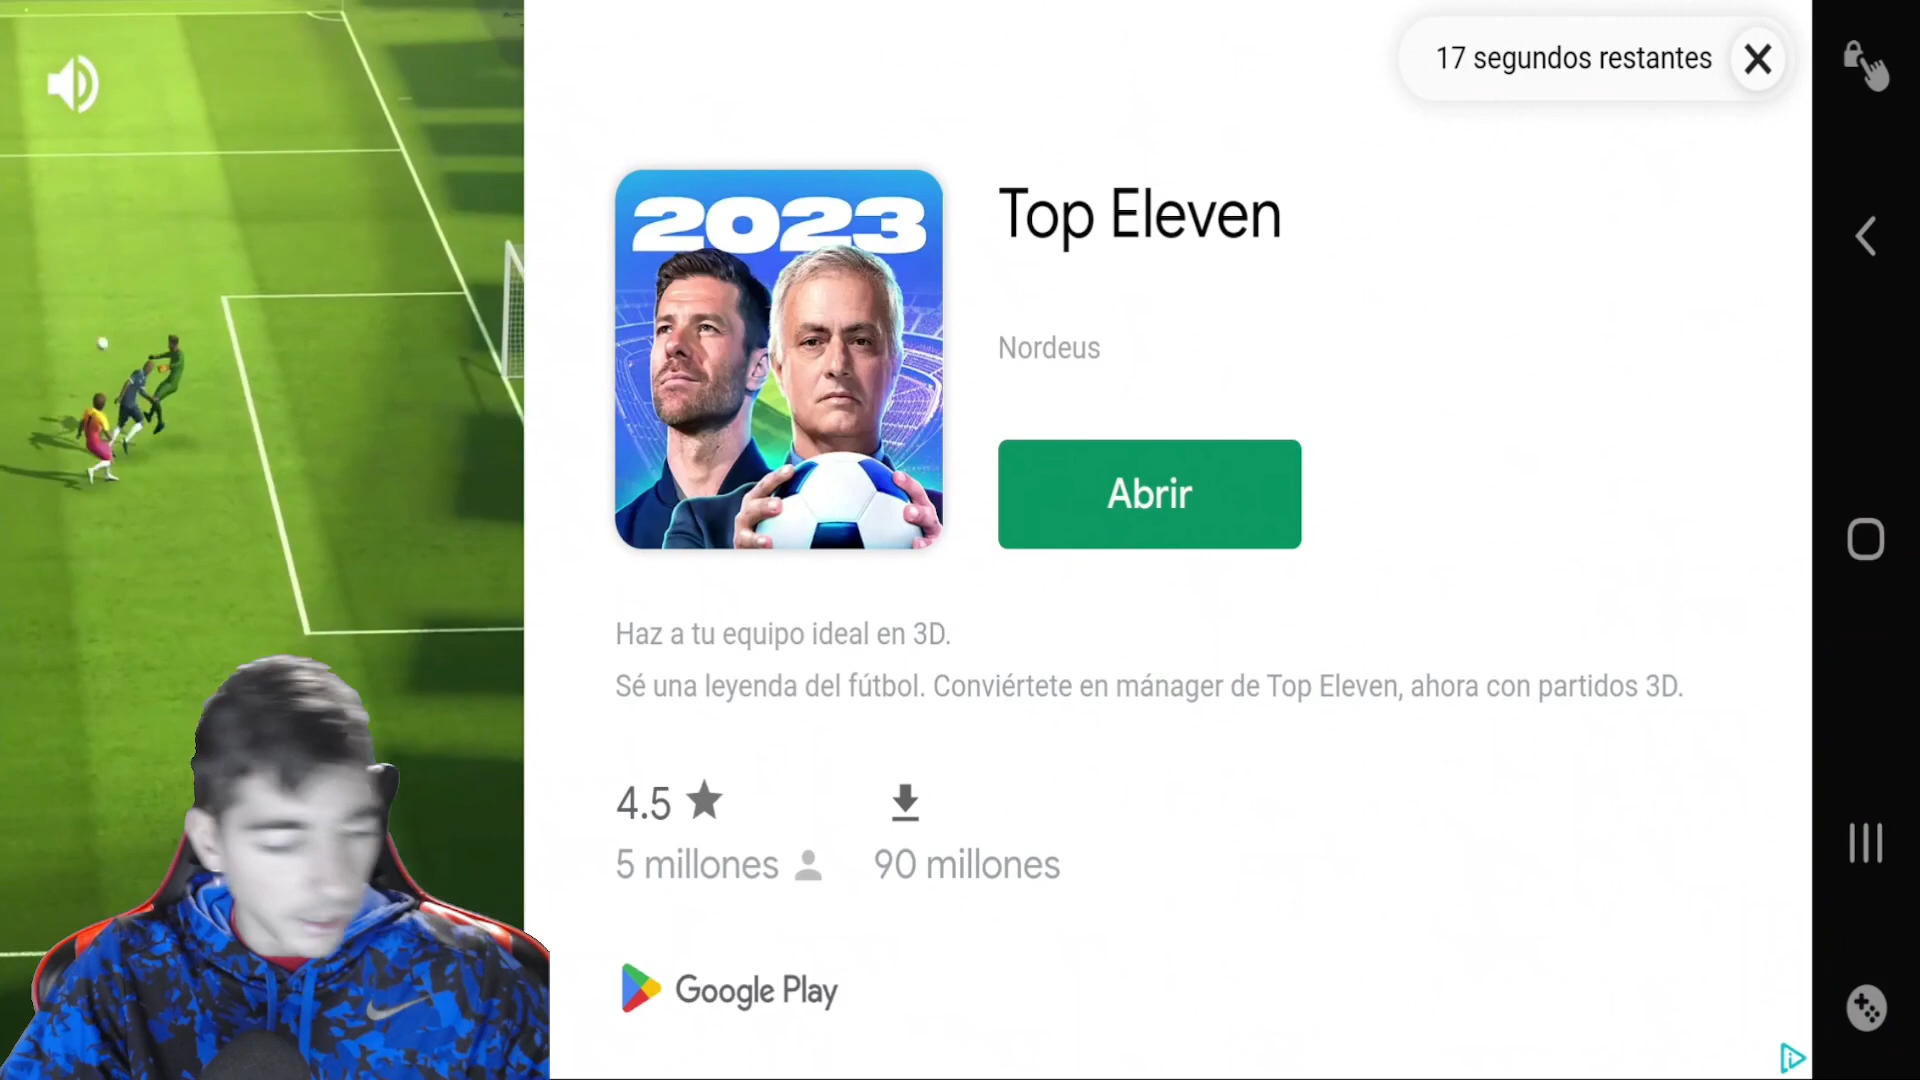 17 segundos restantes
2023
Top Eleven
Nordeus
Abrir
Haz a tu equipo ideal en 3D.
Sé una leyenda del fútbol. Conviértete en mánager de Top Eleven, ahora con partidos 3D.
4.5
5 millones
90 millones
Google Play